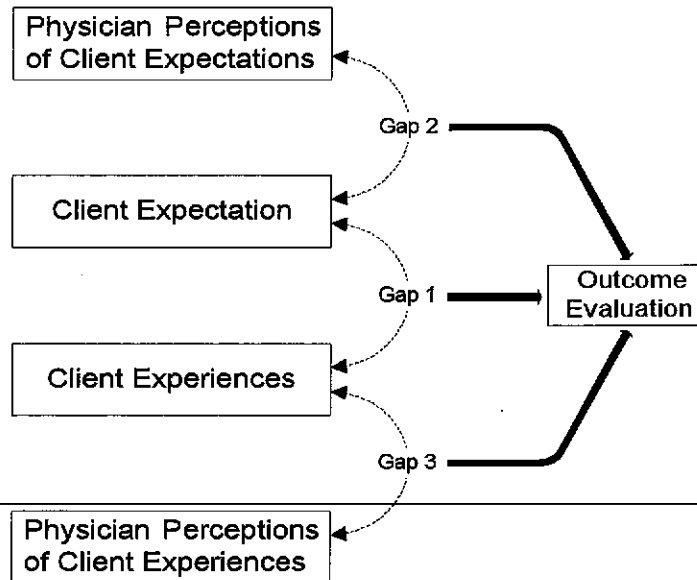 Physician Perceptions
of Client Expectations
Gap 2
Client Expectation
Gap 1
Outcome
Evaluation
Client Experiences
Gap 3
Physician Perceptions
of Client Experiences